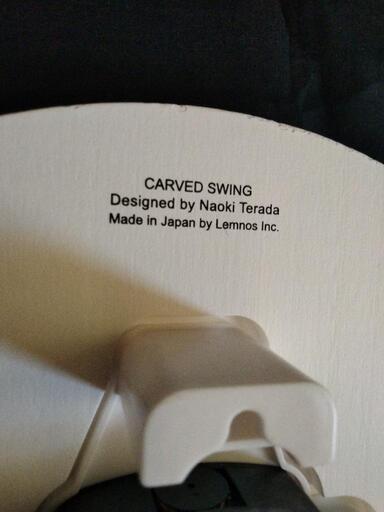 CARVED SWING
Designed by Naoki Terada
Made in Japan by Lemnos Inc.